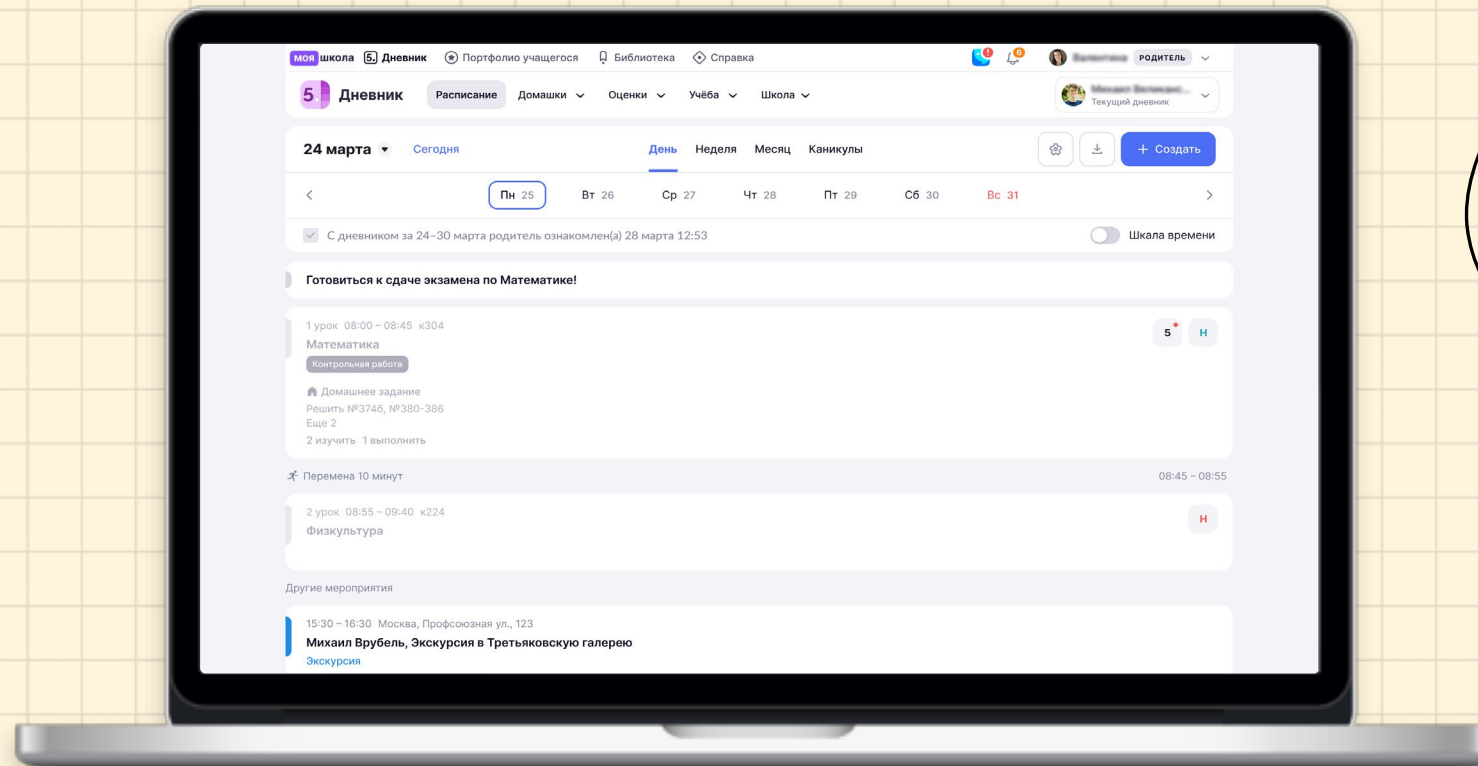 моя школа 5. Дневник Портфолио учащегося Библиотека Справка 6 РОДИТЕЛЬ
5. Дневник Расписание Домашки Оценки Учёба Школа
Текущий дневник
24 марта Сегодня День Неделя Месяц Каникулы + Создать
Пн 25 Вт 26 Ср 27 Чт 28 Пт 29 Сб 30 Вс 31
С дневником за 24–30 марта родитель ознакомлен(а) 28 марта 12:53 Шкала времени
Готовиться к сдаче экзамена по Математике!
1 урок 08:00 – 08:45 к304 5 Н
Математика
Контрольная работа
Домашнее задание
Решить №374б, №380-386
Еще 2
2 изучить 1 выполнить
Перемена 10 минут 08:45 – 08:55
2 урок 08:55 – 09:40 к224 Н
Физкультура
Другие мероприятия
15:30 – 16:30 Москва, Профсоюзная ул., 123
Михаил Врубель, Экскурсия в Третьяковскую галерею
Экскурсия